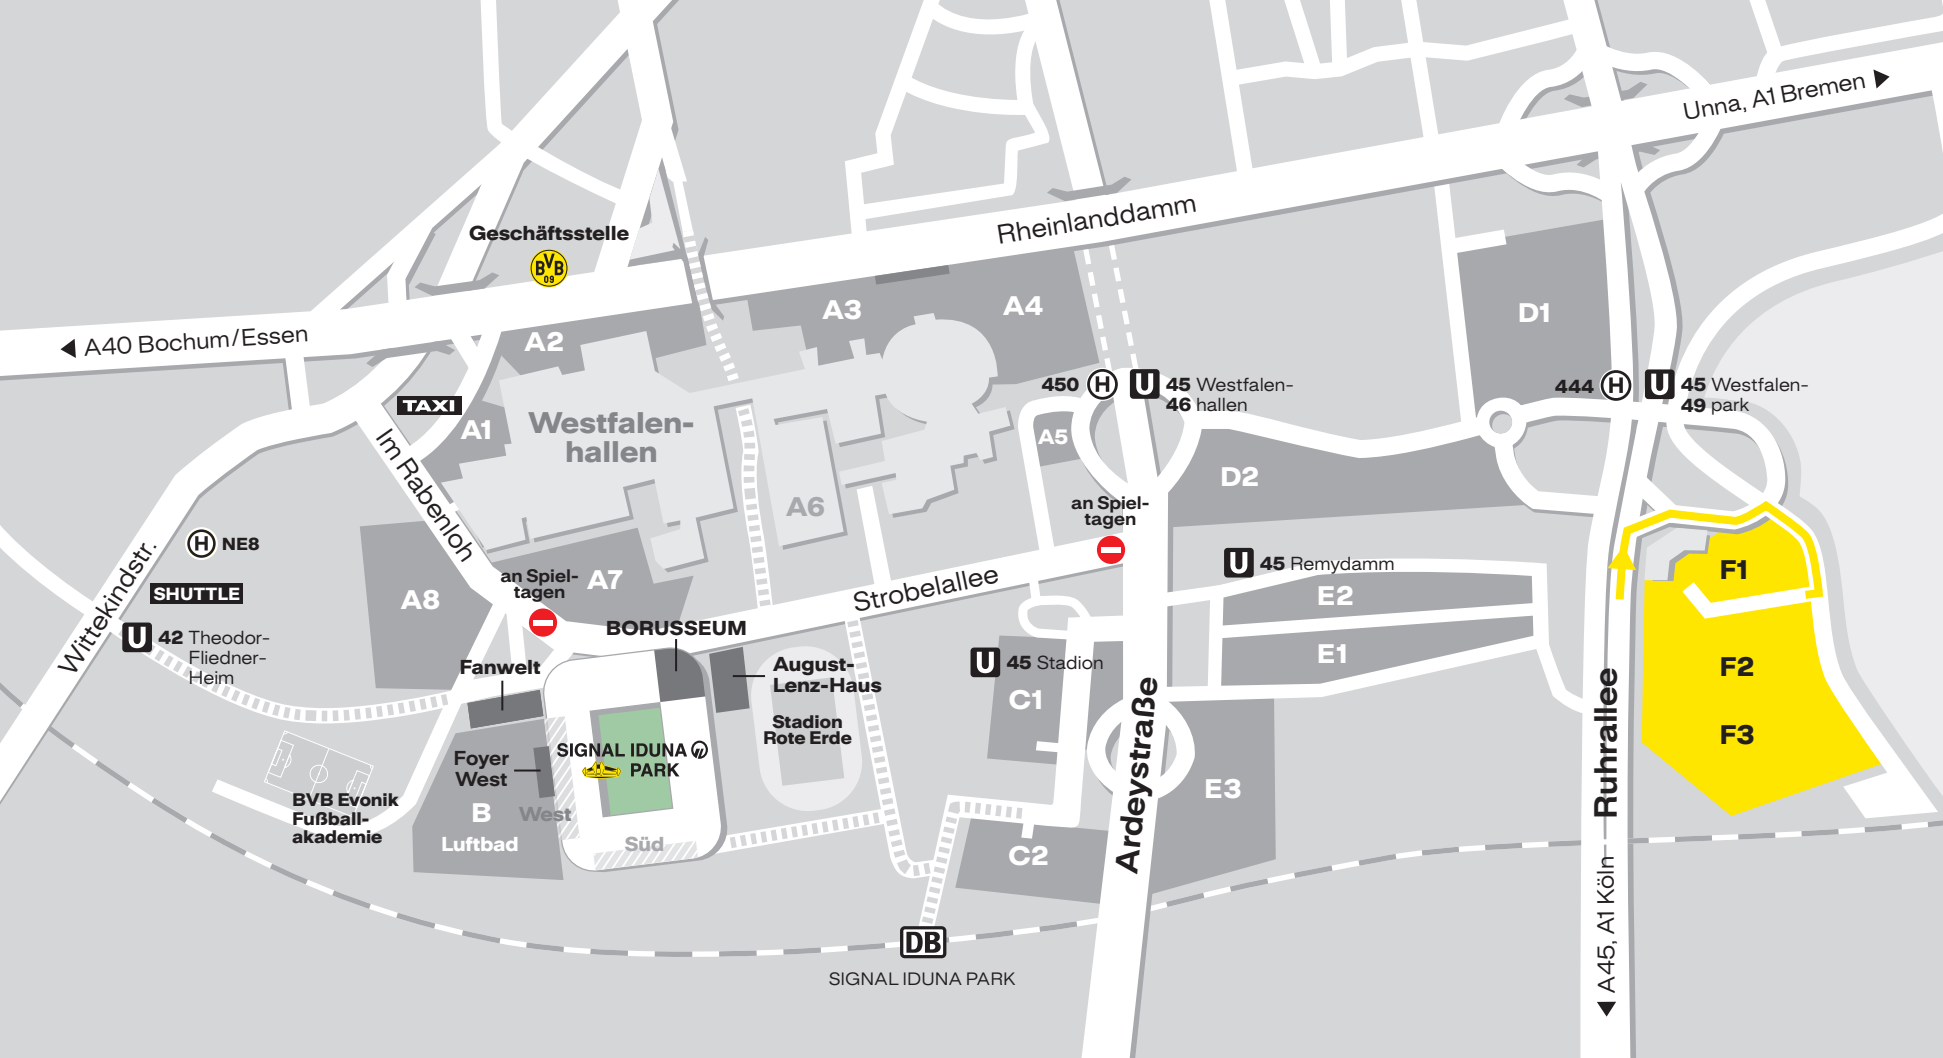 Unna, A1 Bremen
Rheinlanddamm
Geschäftsstelle
BVB
09
A40 Bochum/Essen
A2
A3
A4
D1
TAXI
A1
Westfalen-
hallen
450 H
U 45 Westfalen-
46 hallen
444 H
U 45 Westfalen-
49 park
A5
Im Rabenloh
A6
D2
an Spiel-
tagen
H NE8
Wittekindstr.
SHUTTLE
A8
an Spiel-
tagen
A7
Strobelallee
U 45 Remydamm
E2
E1
F1
F2
F3
U 42 Theodor-
Fliedner-
Heim
BORUSSEUM
Fanwelt
August-
Lenz-Haus
Stadion
Rote Erde
U 45 Stadion
C1
Ardeystraße
Ruhrallee
Foyer
West
SIGNAL IDUNA
PARK
BVB Evonik
Fußball-
akademie
B
Luftbad
West
Süd
E3
C2
A45, A1 Köln
DB
SIGNAL IDUNA PARK